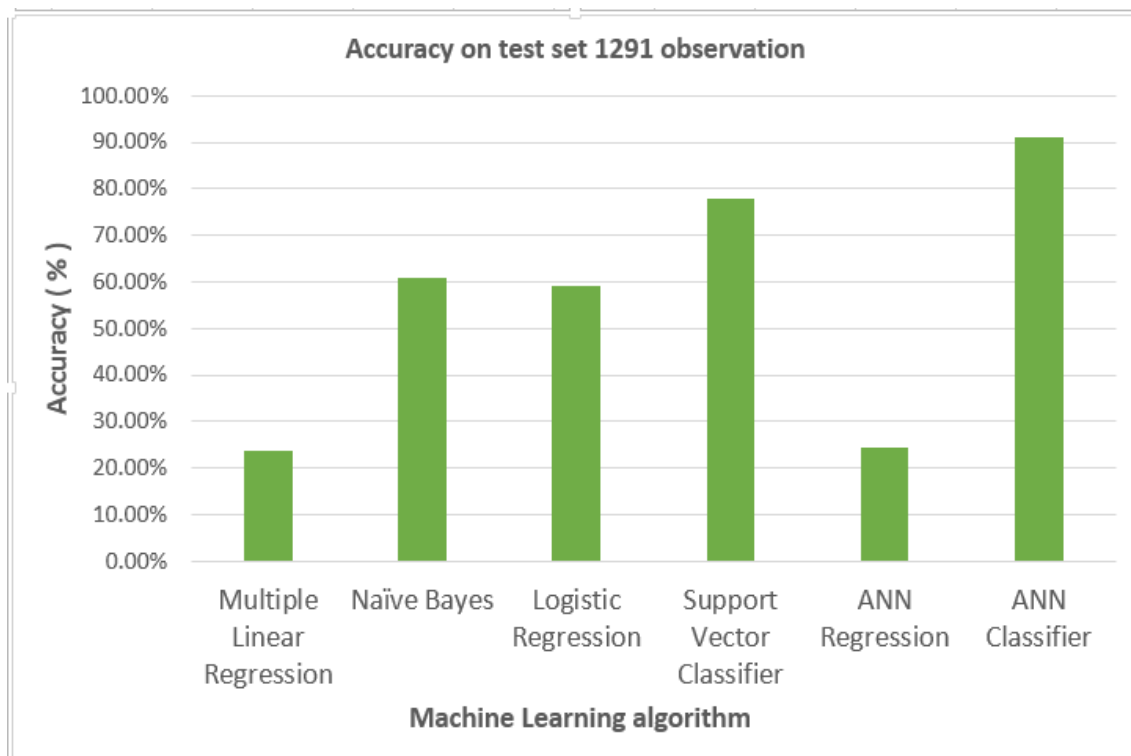 Accuracy on test set 1291 observation
100.00%
90.00%
80.00%
70.00%
60.00%
50.00%
40.00%
30.00%
20.00%
10.00%
0.00%
Accuracy ( % )
Multiple
Linear
Regression
Naïve Bayes
Logistic
Regression
Support
Vector
Classifier
ANN
Regression
ANN
Classifier
Machine Learning algorithm